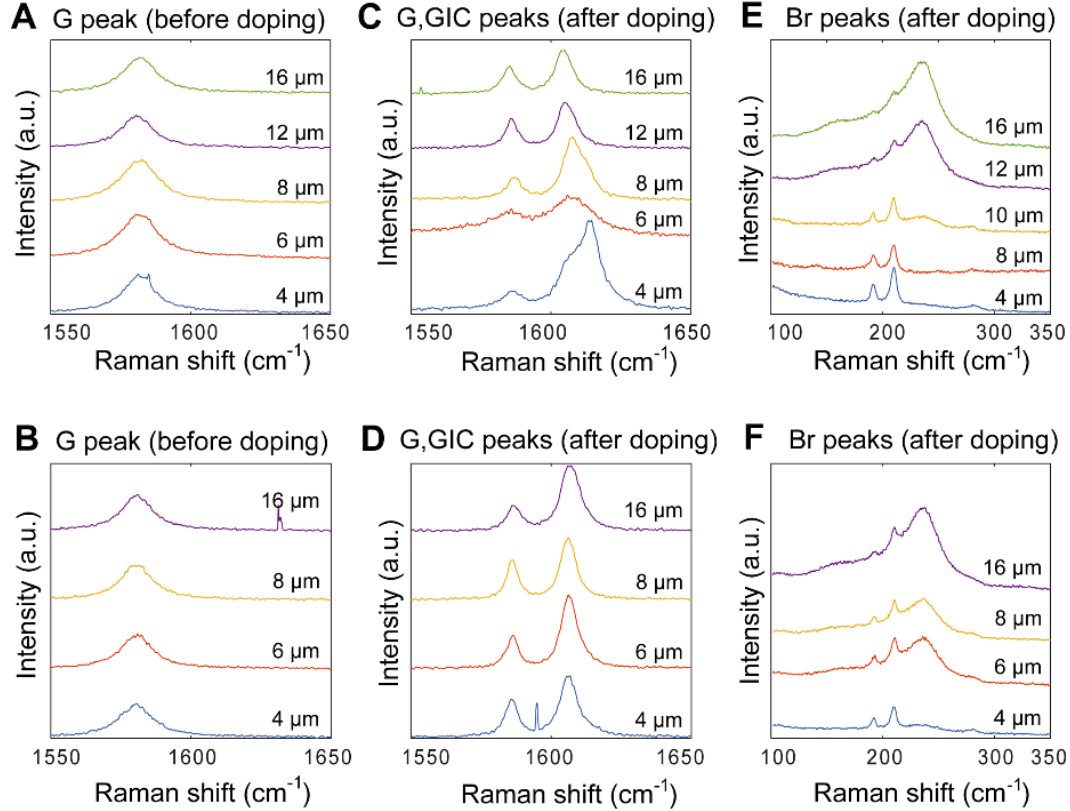 A G peak (before doping)
Intensity (a.u.)
16 µm
12 µm
8 µm
6 µm
4 µm
1550 1600 1650
Raman shift (cm⁻¹)
C G,GIC peaks (after doping)
Intensity (a.u.)
16 µm
12 µm
8 µm
6 µm
4 µm
1550 1600 1650
Raman shift (cm⁻¹)
E Br peaks (after doping)
Intensity (a.u.)
16 µm
12 µm
10 µm
8 µm
4 µm
100 200 300 350
Raman shift (cm⁻¹)
B G peak (before doping)
Intensity (a.u.)
16 µm
8 µm
6 µm
4 µm
1550 1600 1650
Raman shift (cm⁻¹)
D G,GIC peaks (after doping)
Intensity (a.u.)
16 µm
8 µm
6 µm
4 µm
1550 1600 1650
Raman shift (cm⁻¹)
F Br peaks (after doping)
Intensity (a.u.)
16 µm
8 µm
6 µm
4 µm
100 200 300 350
Raman shift (cm⁻¹)